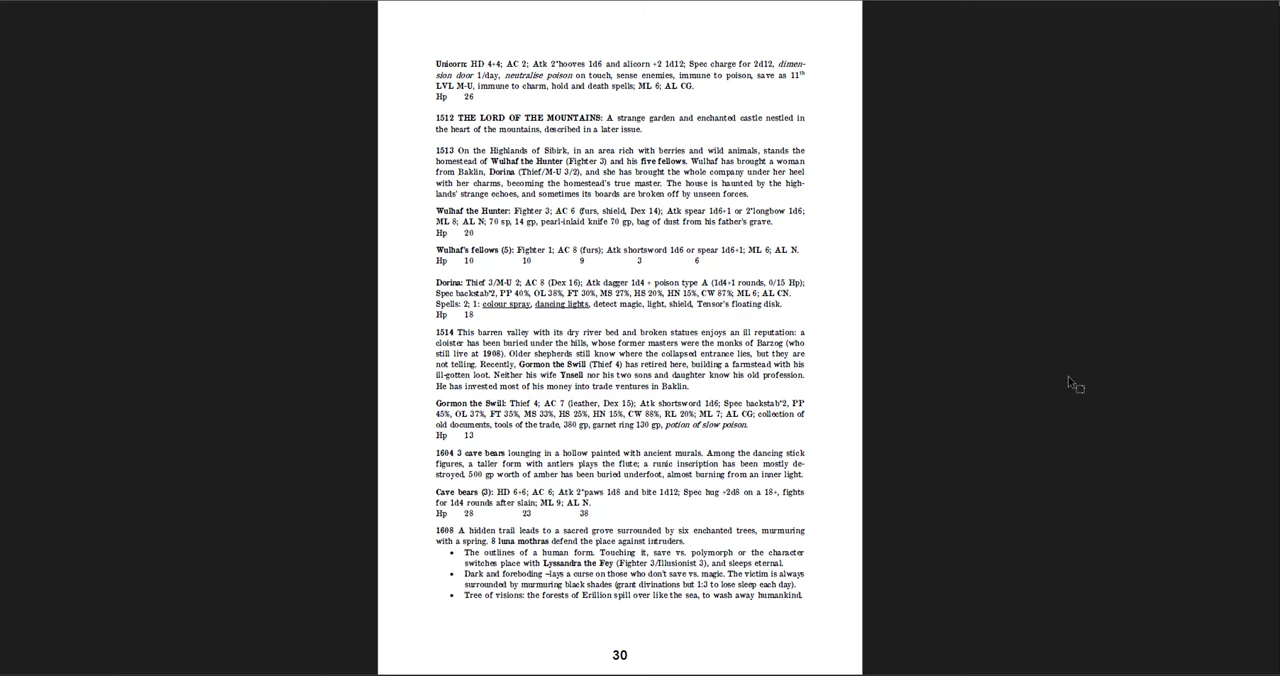 Unicorn: HD 4+4; AC 2; Atk 2*hooves 1d6 and alicorn +2 1d12; Spec charge for 2d12, dimen-
sion door 1/day, neutralise poison on touch, sense enemies, immune to poison, save as 11th
LVL M-U, immune to charm, hold and death spells; ML 6; AL CG.
Hp 26
1512 THE LORD OF THE MOUNTAINS: A strange garden and enchanted castle nestled in
the heart of the mountains, described in a later issue.
1513 On the Highlands of Sibirk, in an area rich with berries and wild animals, stands the
homestead of Wulhaf the Hunter (Fighter 3) and his five fellows. Wulhaf has brought a woman
from Baklin, Dorina (Thief/M-U 3/2), and she has brought the whole company under her heel
with her charms, becoming the homestead's true master. The house is haunted by the high-
lands' strange echoes, and sometimes its boards are broken off by unseen forces.
Wulhaf the Hunter: Fighter 3; AC 6 (furs, shield, Dex 14); Atk spear 1d6+1 or 2*longbow 1d6;
ML 8; AL N; 70 sp, 14 gp, pearl-inlaid knife 70 gp, bag of dust from his father's grave.
Hp 20
Wulhaf's fellows (5): Fighter 1; AC 8 (furs); Atk shortsword 1d6 or spear 1d6+1; ML 6; AL N.
Hp 10 10 9 3 6
Dorina: Thief 3/M-U 2; AC 8 (Dex 16); Atk dagger 1d4 + poison type A (1d4+1 rounds, 0/15 Hp);
Spec backstab*2, PP 40%, OL 38%, FT 30%, MS 27%, HS 20%, HN 15%, CW 87%; ML 6; AL CN.
Spells: 2; 1: colour spray, dancing lights, detect magic, light, shield, Tensor's floating disk.
Hp 18
1514 This barren valley with its dry river bed and broken statues enjoys an ill reputation: a
cloister has been buried under the hills, whose former masters were the monks of Barzog (who
still live at 1908). Older shepherds still know where the collapsed entrance lies, but they are
not telling. Recently, Gormon the Swill (Thief 4) has retired here, building a farmstead with his
ill-gotten loot. Neither his wife Ynsell nor his two sons and daughter know his old profession.
He has invested most of his money into trade ventures in Baklin.
Gormon the Swill: Thief 4; AC 7 (leather, Dex 15); Atk shortsword 1d6; Spec backstab*2, PP
45%, OL 37%, FT 35%, MS 33%, HS 25%, HN 15%, CW 88%, RL 20%; ML 7; AL CG; collection of
old documents, tools of the trade, 380 gp, garnet ring 130 gp, potion of slow poison.
Hp 13
1604 3 cave bears lounging in a hollow painted with ancient murals. Among the dancing stick
figures, a taller form with antlers plays the flute; a runic inscription has been mostly de-
stroyed. 500 gp worth of amber has been buried underfoot, almost burning from an inner light.
Cave bears (3): HD 6+6; AC 6; Atk 2*paws 1d8 and bite 1d12; Spec hug +2d8 on a 18+, fights
for 1d4 rounds after slain; ML 9; AL N.
Hp 28 23 38
1608 A hidden trail leads to a sacred grove surrounded by six enchanted trees, murmuring
with a spring. 8 luna mothras defend the place against intruders.
• The outlines of a human form. Touching it, save vs. polymorph or the character
switches place with Lyssandra the Fey (Fighter 3/Illusionist 3), and sleeps eternal.
• Dark and foreboding –lays a curse on those who don't save vs. magic. The victim is always
surrounded by murmuring black shades (grant divinations but 1:3 to lose sleep each day).
• Tree of visions: the forests of Erillion spill over like the sea, to wash away humankind.
30